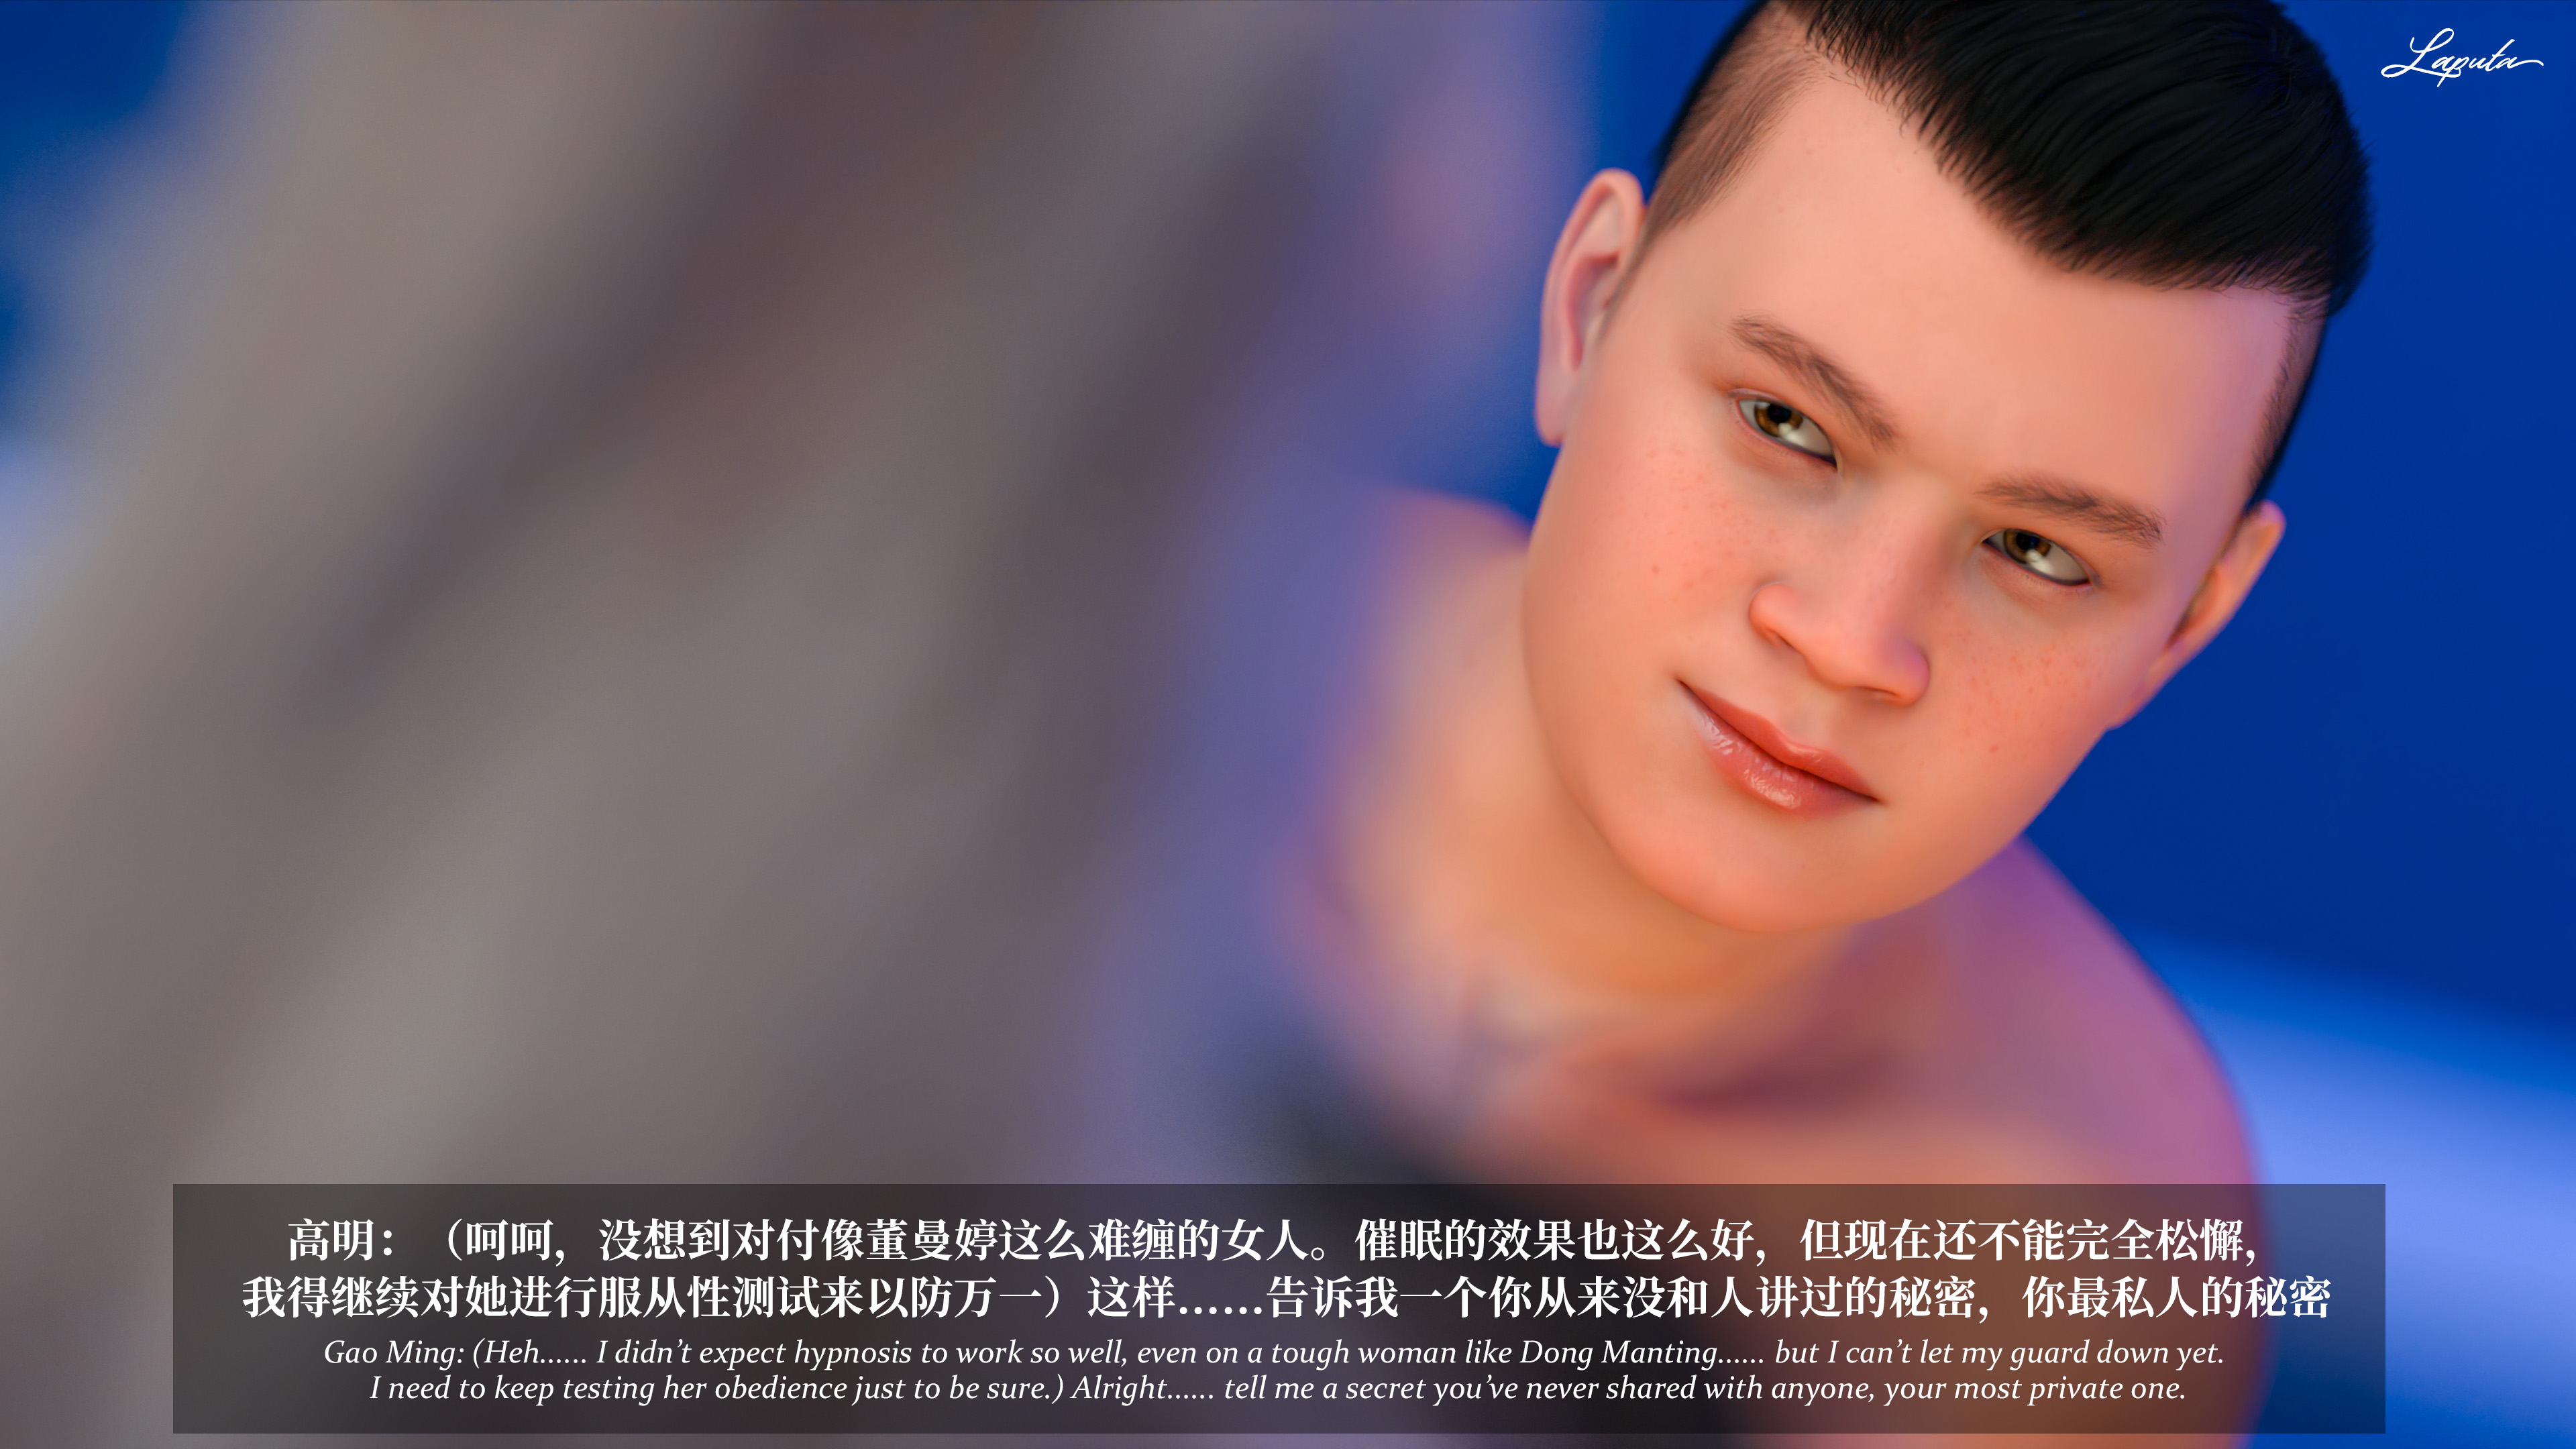 Laputa
高明：（呵呵，没想到对付像董曼婷这么难缠的女人。催眠的效果也这么好，但现在还不能完全松懈，
我得继续对她进行服从性测试来以防万一）这样……告诉我一个你从来没和人讲过的秘密，你最私人的秘密
Gao Ming: (Heh...... I didn’t expect hypnosis to work so well, even on a tough woman like Dong Manting...... but I can’t let my guard down yet.
I need to keep testing her obedience just to be sure.) Alright...... tell me a secret you’ve never shared with anyone, your most private one.